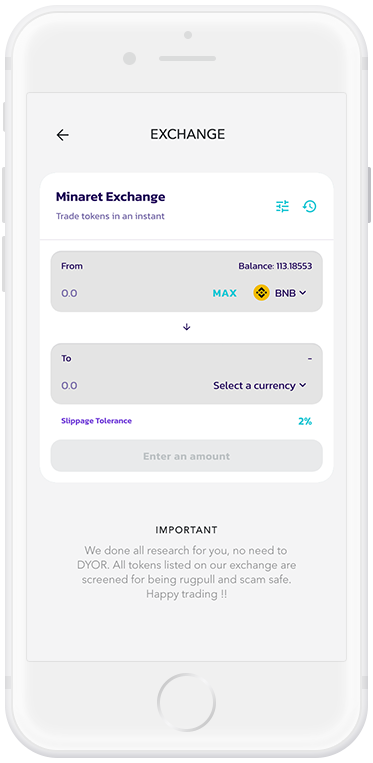 EXCHANGE
Minaret Exchange
Trade tokens in an instant
From Balance: 113.18553
0.0 MAX BNB
To -
0.0 Select a currency
Slippage Tolerance 2%
Enter an amount
IMPORTANT
We done all research for you, no need to
DYOR. All tokens listed on our exchange are
screened for being rugpull and scam safe.
Happy trading !!